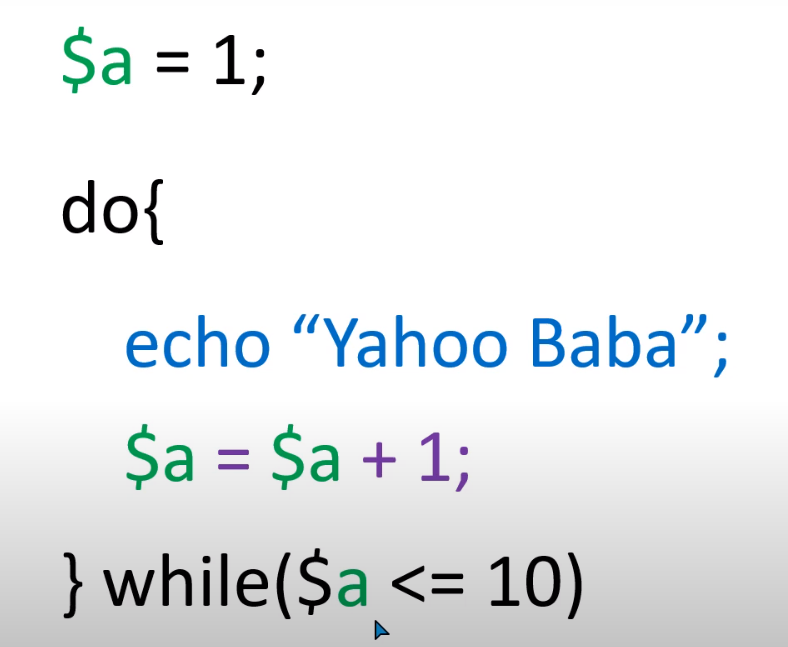 $a = 1;
do{
echo “Yahoo Baba”;
$a = $a + 1;
} while($a <= 10)